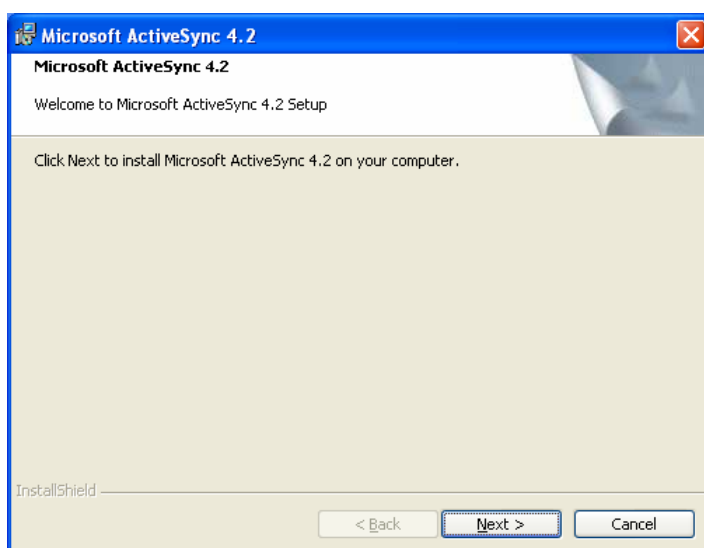 Microsoft ActiveSync 4.2
Microsoft ActiveSync 4.2
Welcome to Microsoft ActiveSync 4.2 Setup
Click Next to install Microsoft ActiveSync 4.2 on your computer.
InstallShield
< Back Next > Cancel